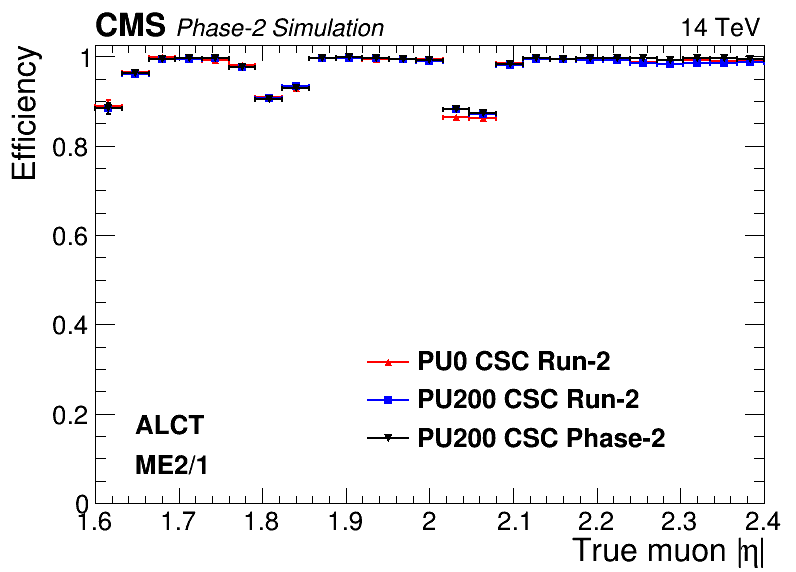 CMS Phase-2 Simulation 14 TeV
Efficiency
1
0.8
0.6
0.4
0.2
0
PU0 CSC Run-2
PU200 CSC Run-2
PU200 CSC Phase-2
ALCT
ME2/1
1.6 1.7 1.8 1.9 2 2.1 2.2 2.3 2.4
True muon |η|